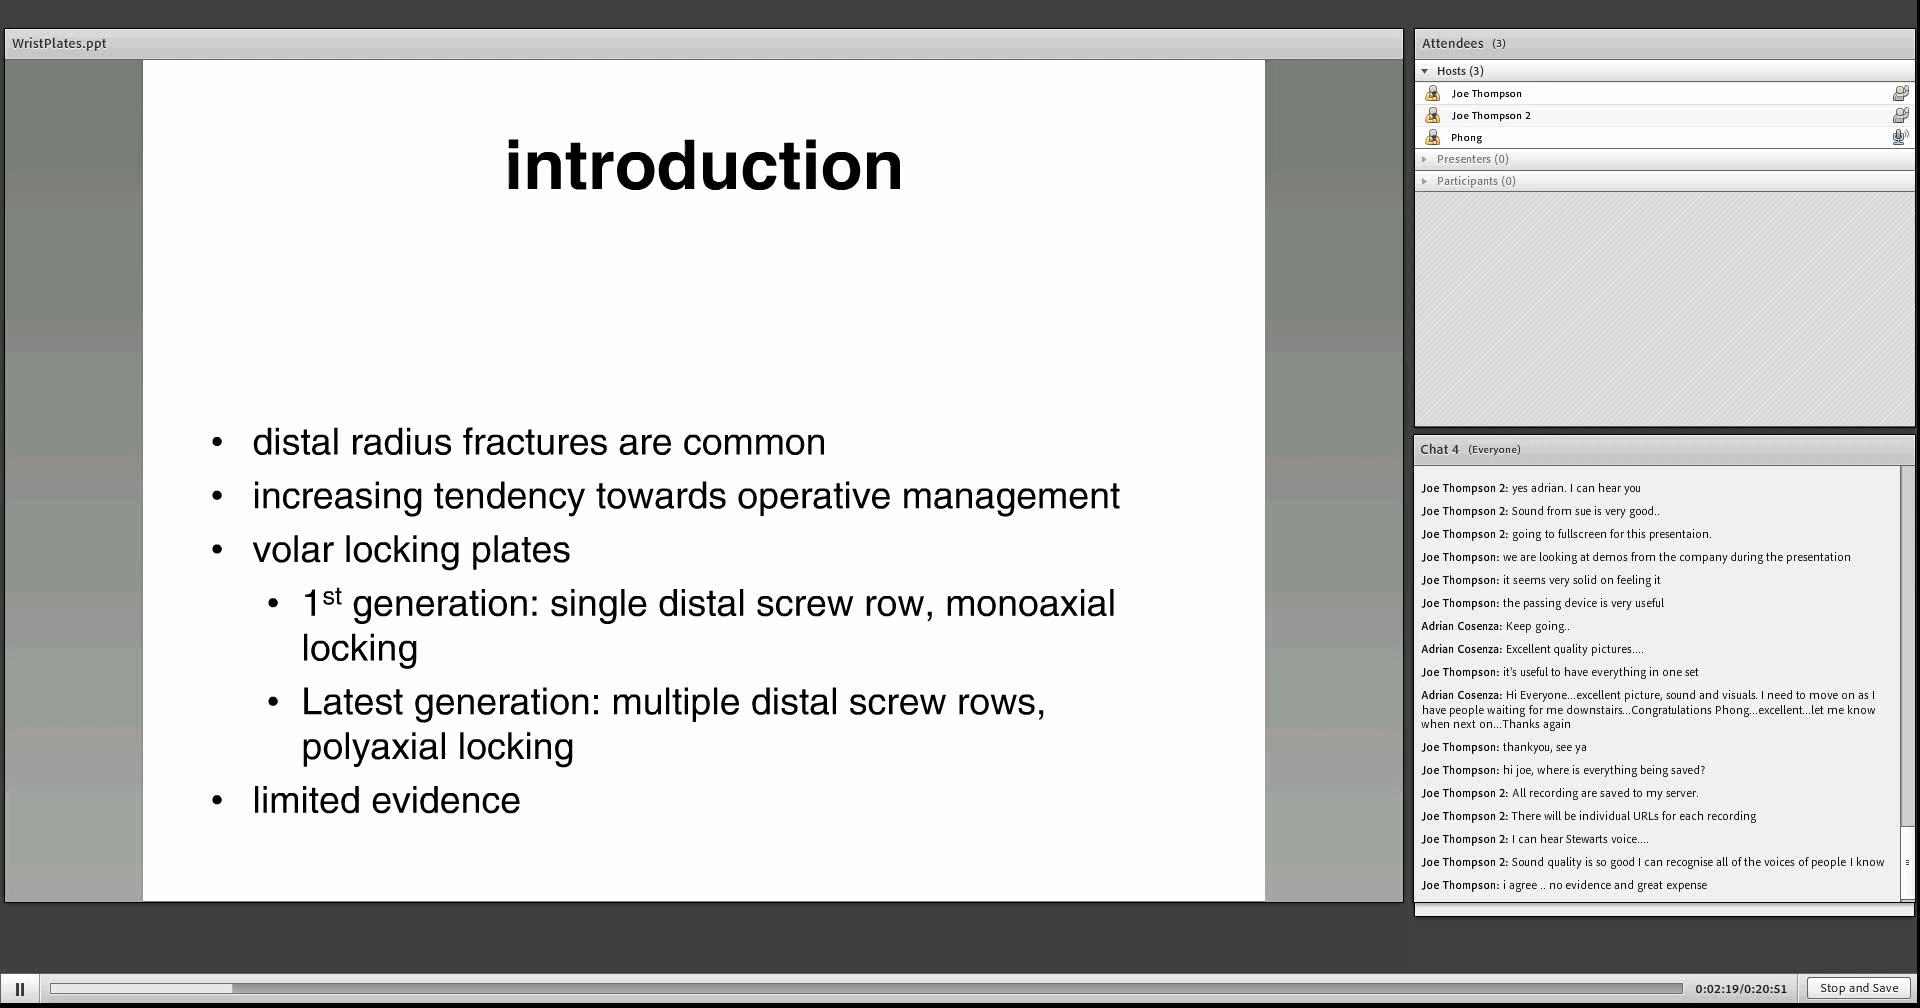 WristPlates.ppt
introduction
• distal radius fractures are common
• increasing tendency towards operative management
• volar locking plates
• 1st generation: single distal screw row, monoaxial
locking
• Latest generation: multiple distal screw rows,
polyaxial locking
• limited evidence
Attendees (3)
Hosts (3)
Joe Thompson
Joe Thompson 2
Phong
Presenters (0)
Participants (0)
Chat 4 (Everyone)
Joe Thompson 2: yes adrian. I can hear you
Joe Thompson 2: Sound from sue is very good..
Joe Thompson 2: going to fullscreen for this presentaion.
Joe Thompson: we are looking at demos from the company during the presentation
Joe Thompson: it seems very solid on feeling it
Joe Thompson: the passing device is very useful
Adrian Cosenza: Keep going..
Adrian Cosenza: Excellent quality pictures....
Joe Thompson: it's useful to have everything in one set
Adrian Cosenza: Hi Everyone...excellent picture, sound and visuals. I need to move on as I
have people waiting for me downstairs...Congratulations Phong...excellent...let me know
when next on...Thanks again
Joe Thompson: thankyou, see ya
Joe Thompson: hi joe, where is everything being saved?
Joe Thompson 2: All recording are saved to my server.
Joe Thompson 2: There will be individual URLs for each recording
Joe Thompson 2: I can hear Stewarts voice....
Joe Thompson 2: Sound quality is so good I can recognise all of the voices of people I know
Joe Thompson: i agree .. no evidence and great expense
0:02:19/0:20:51
Stop and Save